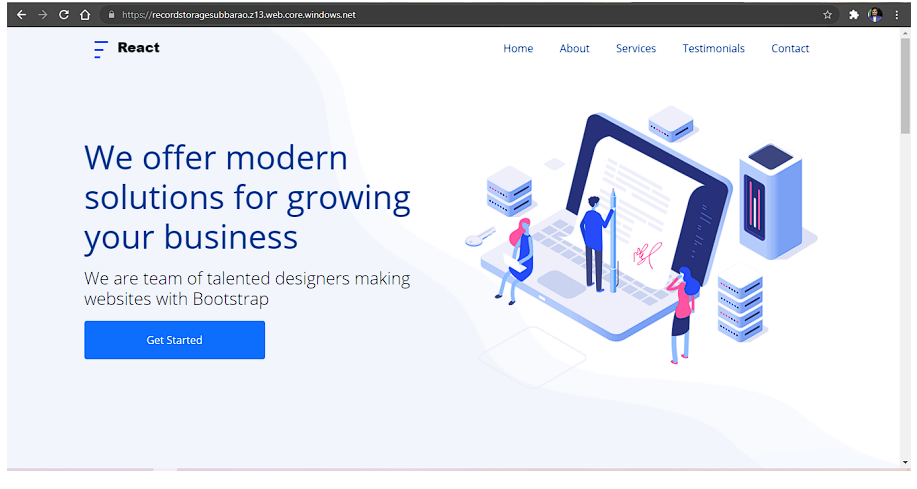 https://recordstoragesubbarao.z13.web.core.windows.net
React
Home About Services Testimonials Contact
We offer modern
solutions for growing
your business
We are team of talented designers making
websites with Bootstrap
Get Started